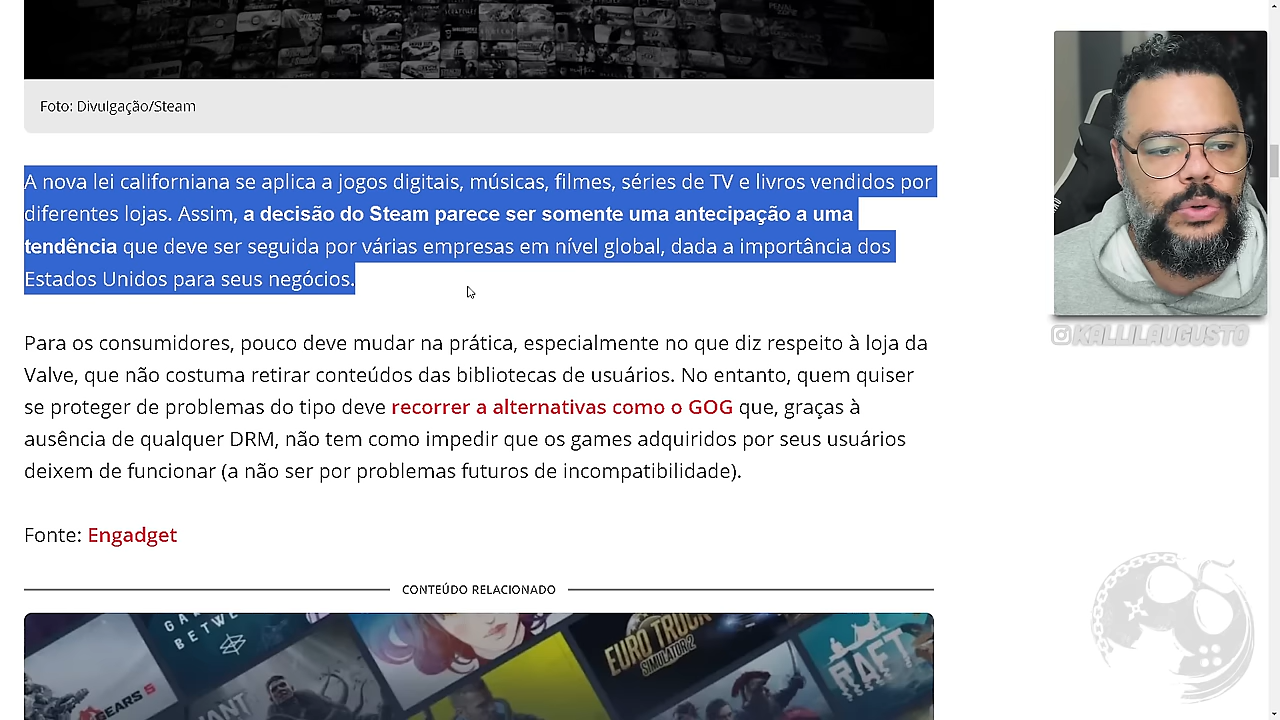 Foto: Divulgação/Steam
A nova lei californiana se aplica a jogos digitais, músicas, filmes, séries de TV e livros vendidos por
diferentes lojas. Assim, a decisão do Steam parece ser somente uma antecipação a uma
tendência que deve ser seguida por várias empresas em nível global, dada a importância dos
Estados Unidos para seus negócios.
@KALLILAUGUSTO
Para os consumidores, pouco deve mudar na prática, especialmente no que diz respeito à loja da
Valve, que não costuma retirar conteúdos das bibliotecas de usuários. No entanto, quem quiser
se proteger de problemas do tipo deve recorrer a alternativas como o GOG que, graças à
ausência de qualquer DRM, não tem como impedir que os games adquiridos por seus usuários
deixem de funcionar (a não ser por problemas futuros de incompatibilidade).
Fonte: Engadget
CONTEÚDO RELACIONADO
BETW
EURO TRUCK
SIMULATOR 2
RAFT
GEARS 5